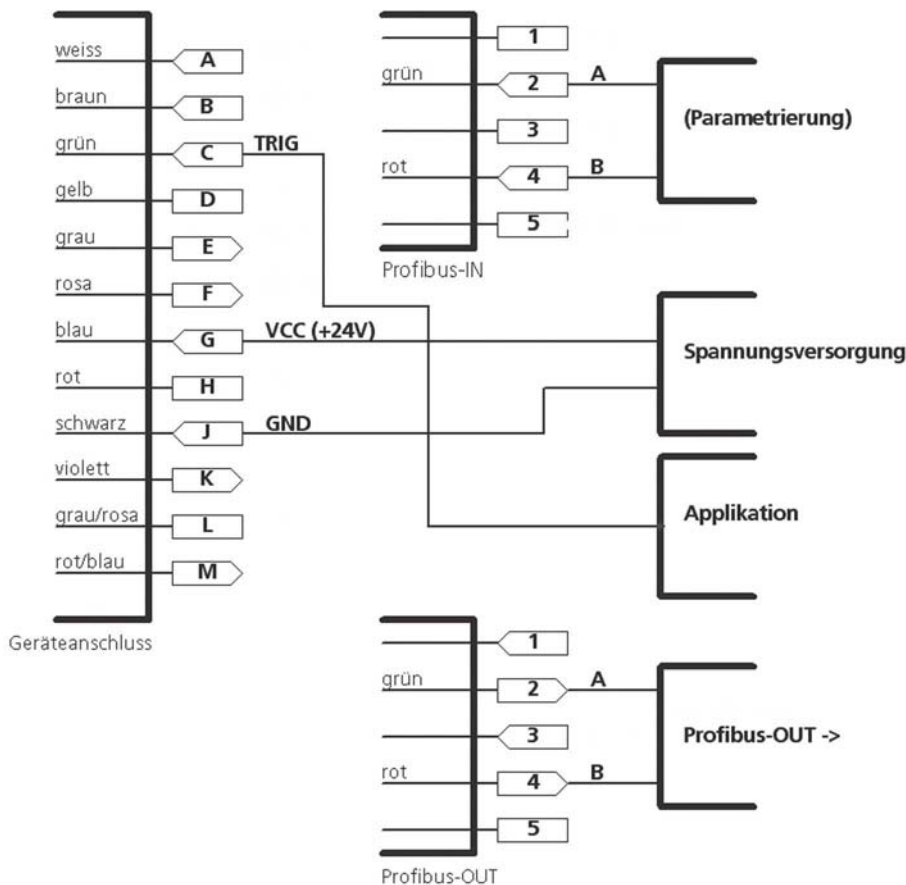 weiss
A
braun
B
grün
C
TRIG
gelb
D
grau
E
rosa
F
blau
G
VCC (+24V)
rot
H
schwarz
J
GND
violett
K
grau/rosa
L
rot/blau
M
Geräteanschluss
1
grün
2
A
3
rot
4
B
5
Profibus-IN
(Parametrierung)
Spannungsversorgung
Applikation
1
grün
2
A
3
rot
4
B
5
Profibus-OUT
Profibus-OUT ->